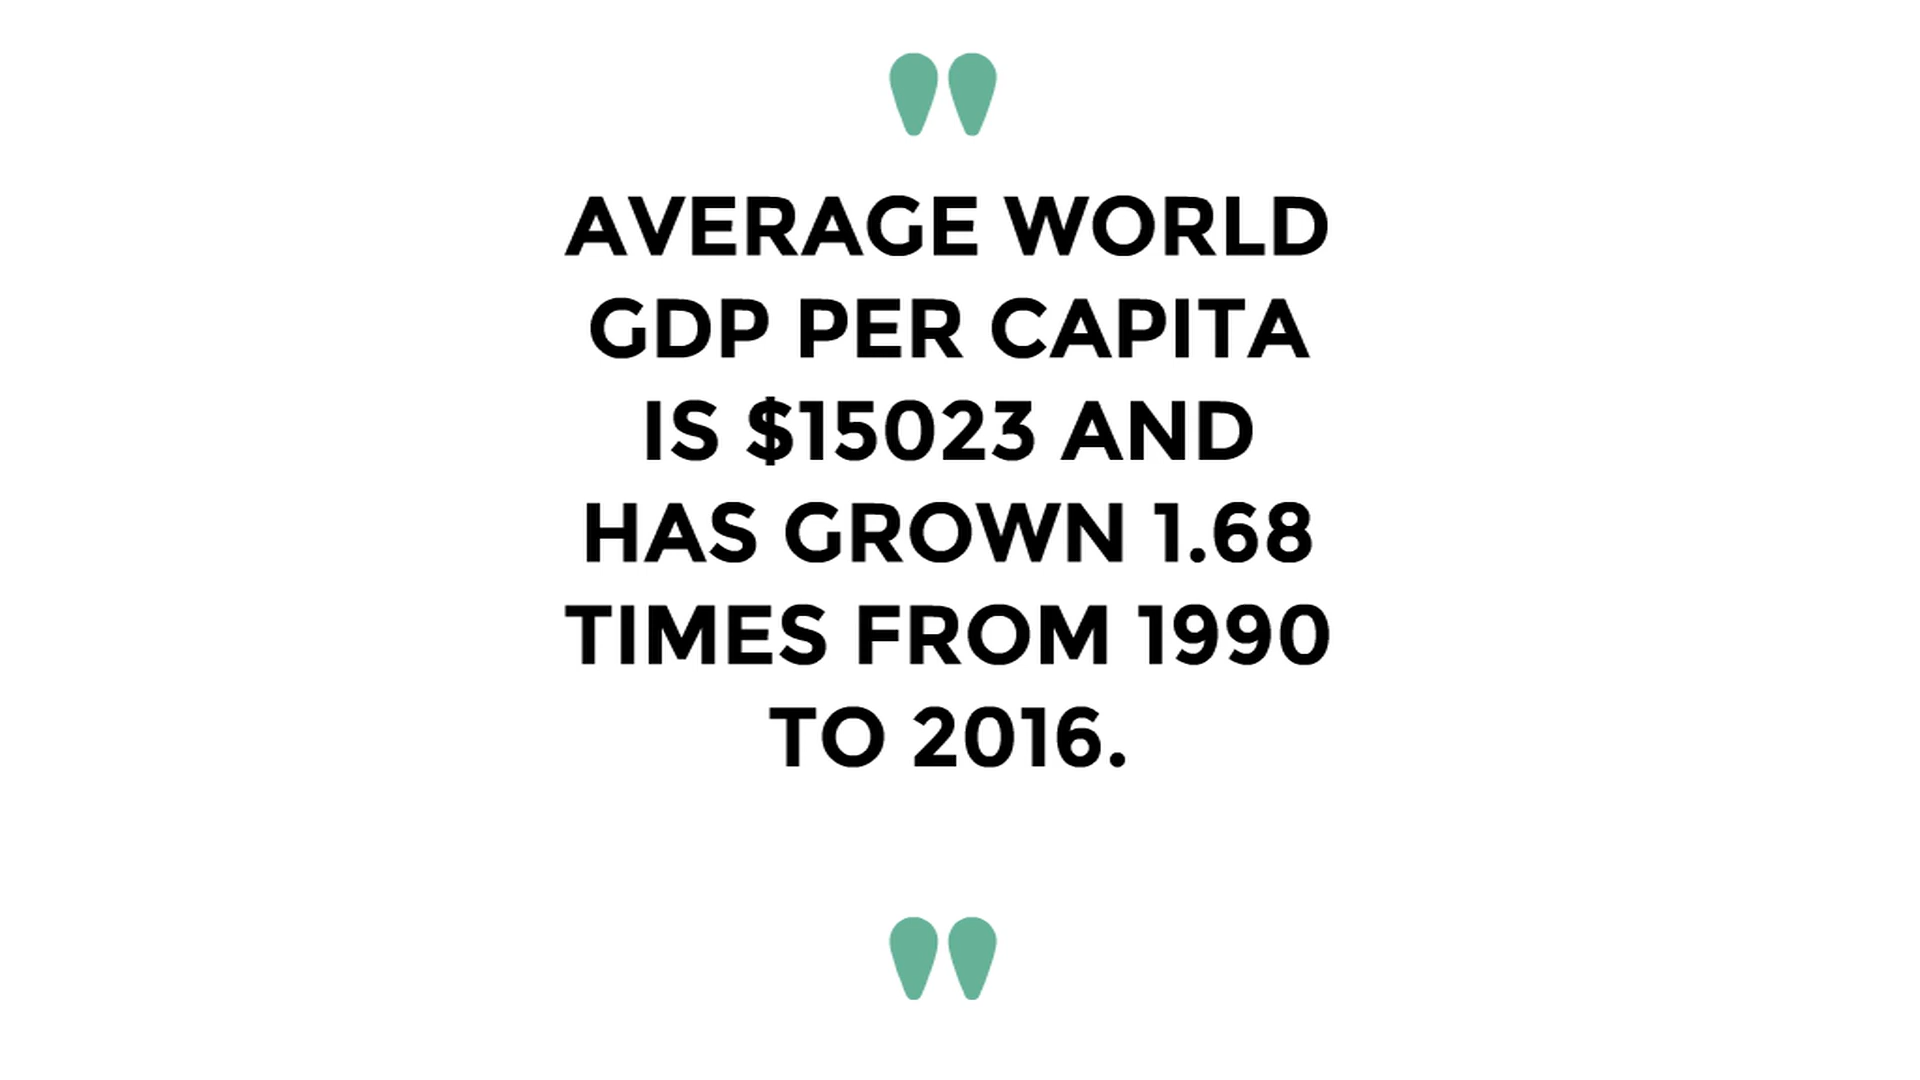 "
AVERAGE WORLD
GDP PER CAPITA
IS $15023 AND
HAS GROWN 1.68
TIMES FROM 1990
TO 2016.
"